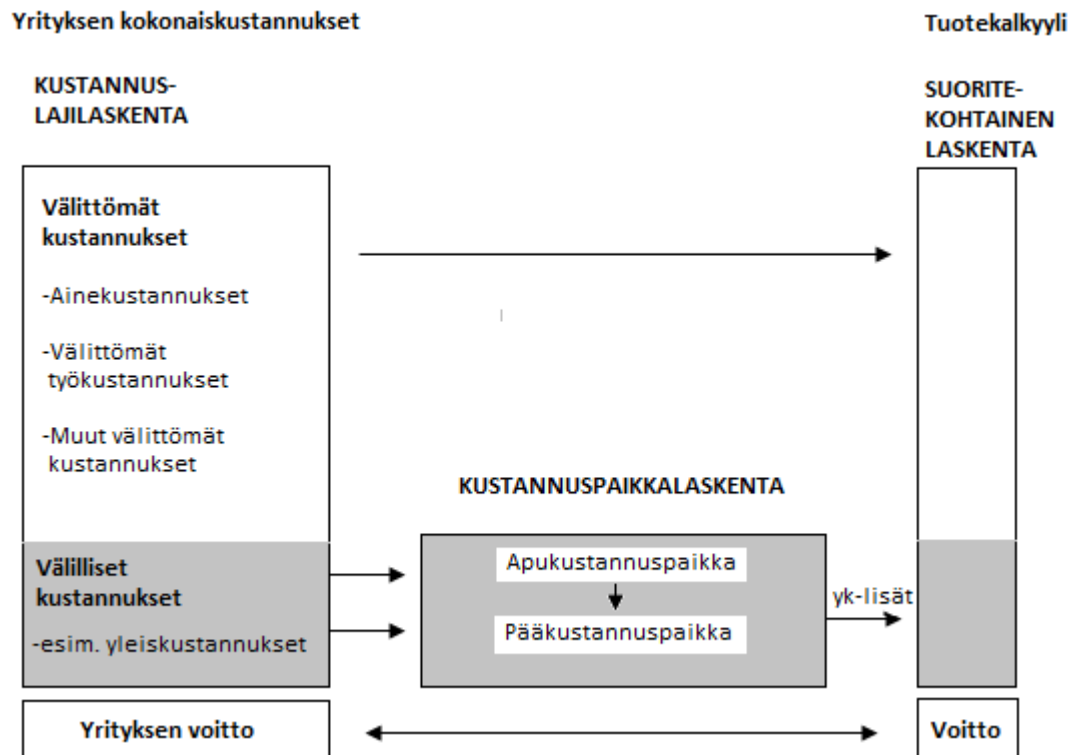 Yrityksen kokonaiskustannukset
Tuotekalkyyli
KUSTANNUS-
LAJILASKENTA
SUORITE-
KOHTAINEN
LASKENTA
Välittömät
kustannukset
-Ainekustannukset
-Välittömät
työkustannukset
-Muut välittömät
kustannukset
KUSTANNUSPAIKKALASKENTA
Välilliset
kustannukset
-esim. yleiskustannukset
Apukustannuspaikka
Pääkustannuspaikka
yk-lisät
Yrityksen voitto
Voitto